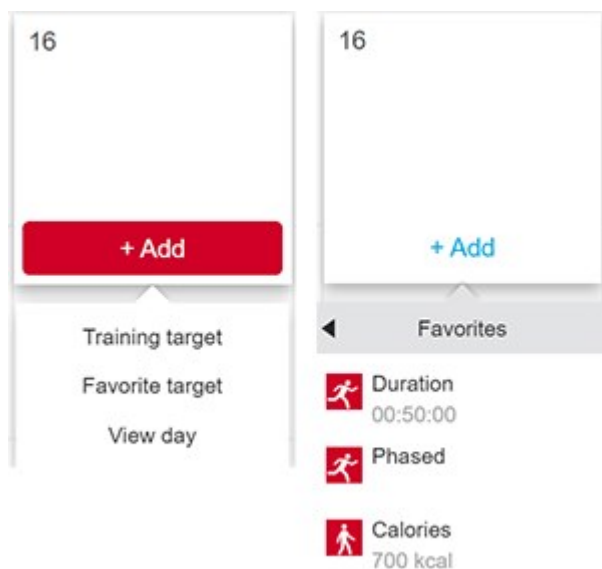 16
+ Add
Training target
Favorite target
View day
16
+ Add
Favorites
Duration
00:50:00
Phased
Calories
700 kcal